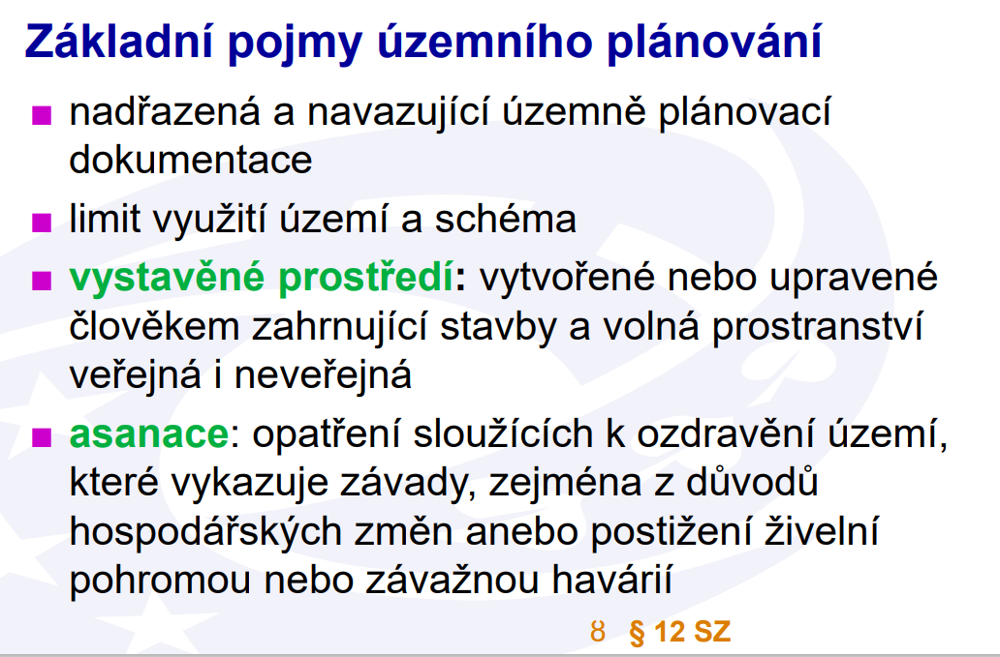 Základní pojmy územního plánování
■ nadřazená a navazující územně plánovací
dokumentace
■ limit využití území a schéma
■ vystavěné prostředí: vytvořené nebo upravené
člověkem zahrnující stavby a volná prostranství
veřejná i neveřejná
■ asanace: opatření sloužících k ozdravění území,
které vykazuje závady, zejména z důvodů
hospodářských změn anebo postižení živelní
pohromou nebo závažnou havárií
§ 12 SZ